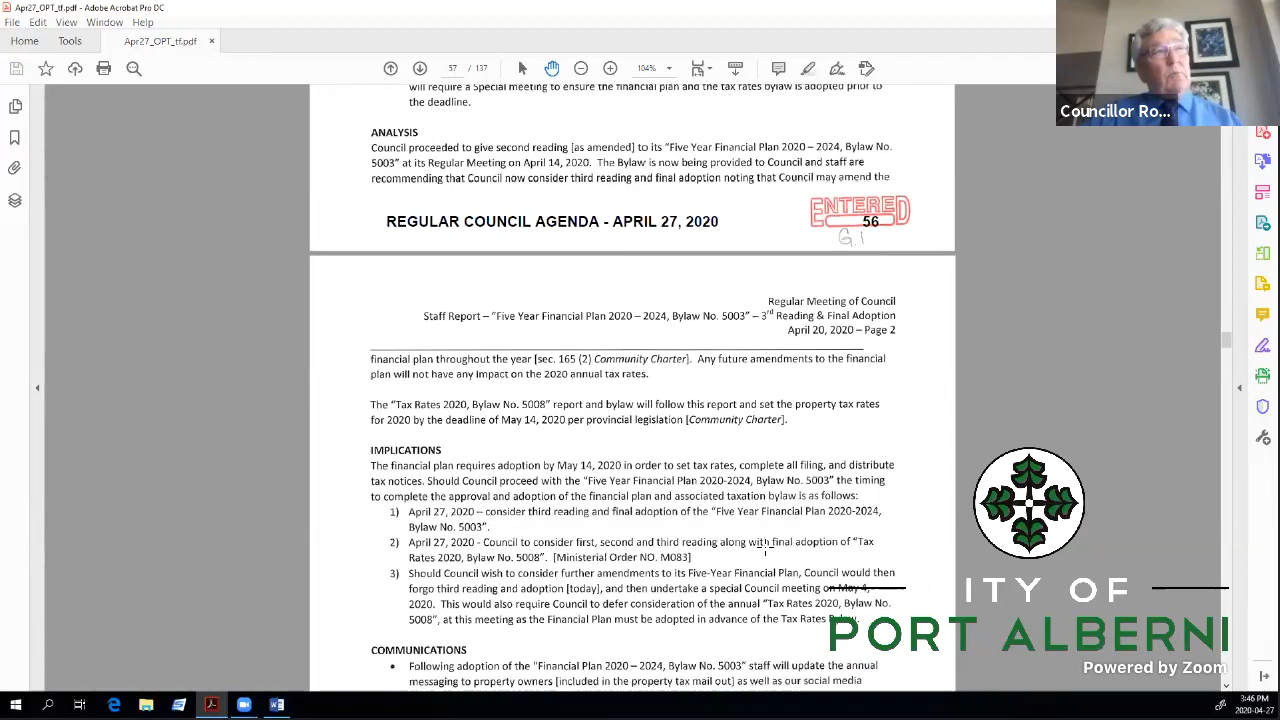 Apr27_OPT_tf.pdf - Adobe Acrobat Pro DC
File Edit View Window Help
Home Tools Apr27_OPT_tf.pdf ×
57 / 137 104%
Councillor Ro...
will require a Special meeting to ensure the financial plan and the tax rates bylaw is adopted prior to
the deadline.
ANALYSIS
Council proceeded to give second reading [as amended] to its "Five Year Financial Plan 2020 – 2024, Bylaw No.
5003" at its Regular Meeting on April 14, 2020. The Bylaw is now being provided to Council and staff are
recommending that Council now consider third reading and final adoption noting that Council may amend the
ENTERED
REGULAR COUNCIL AGENDA - APRIL 27, 2020 56
Regular Meeting of Council
Staff Report – "Five Year Financial Plan 2020 – 2024, Bylaw No. 5003" – 3rd Reading & Final Adoption
April 20, 2020 – Page 2
financial plan throughout the year [sec. 165 (2) Community Charter]. Any future amendments to the financial
plan will not have any impact on the 2020 annual tax rates.
The "Tax Rates 2020, Bylaw No. 5008" report and bylaw will follow this report and set the property tax rates
for 2020 by the deadline of May 14, 2020 per provincial legislation [Community Charter].
IMPLICATIONS
The financial plan requires adoption by May 14, 2020 in order to set tax rates, complete all filing, and distribute
tax notices. Should Council proceed with the "Five Year Financial Plan 2020-2024, Bylaw No. 5003" the timing
to complete the approval and adoption of the financial plan and associated taxation bylaw is as follows:
1) April 27, 2020 – consider third reading and final adoption of the "Five Year Financial Plan 2020-2024,
Bylaw No. 5003".
2) April 27, 2020 - Council to consider first, second and third reading along with final adoption of "Tax
Rates 2020, Bylaw No. 5008". [Ministerial Order NO. M083]
3) Should Council wish to consider further amendments to its Five-Year Financial Plan, Council would then
forgo third reading and adoption [today], and then undertake a special Council meeting on May 4,
2020. This would also require Council to defer consideration of the annual "Tax Rates 2020, Bylaw No.
5008", at this meeting as the Financial Plan must be adopted in advance of the Tax Rates Bylaw.
COMMUNICATIONS
• Following adoption of the "Financial Plan 2020 – 2024, Bylaw No. 5003" staff will update the annual
messaging to property owners [included in the property tax mail out] as well as our social media
CITY OF
PORT ALBERNI
Powered by Zoom
3:46 PM
2020-04-27